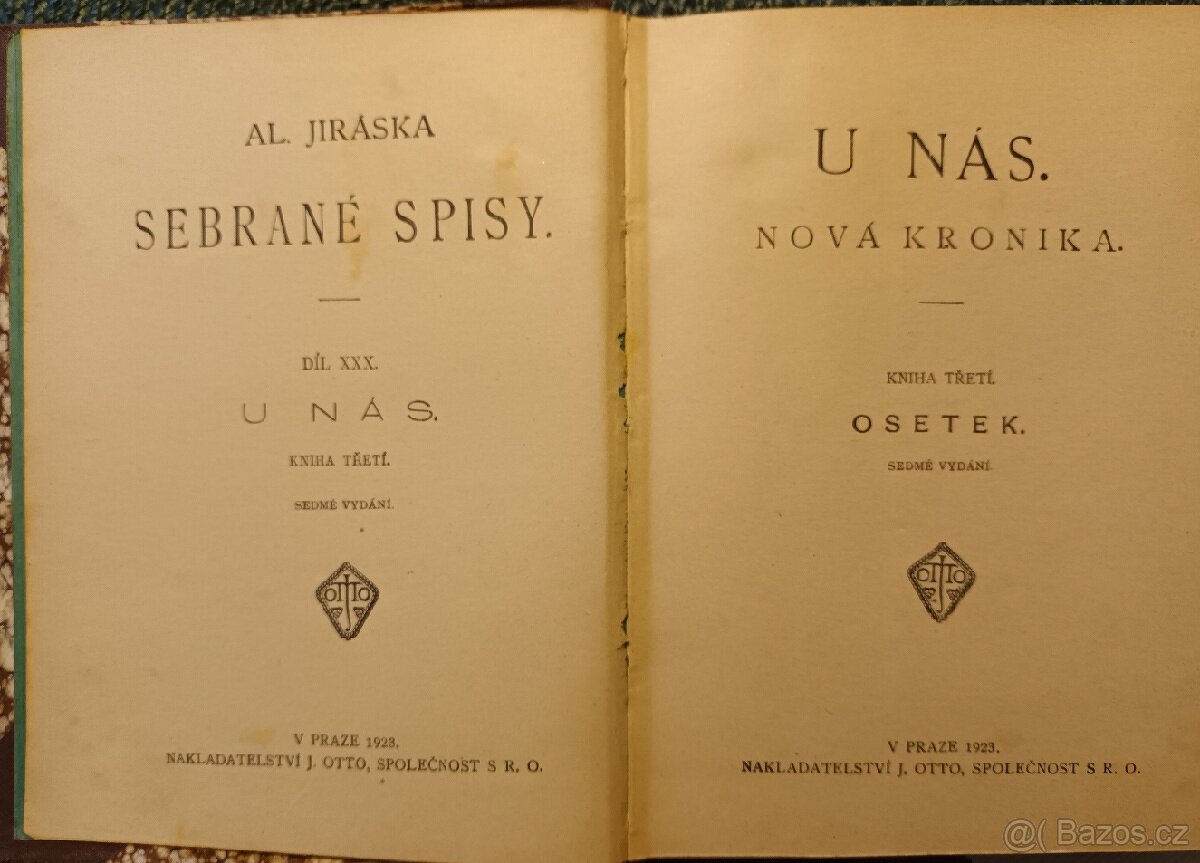 AL. JIRÁSKA
SEBRANÉ SPISY.
DÍL XXX.
U NÁS.
KNIHA TŘETÍ.
SEDMÉ VYDÁNÍ.
OTTO
V PRAZE 1923.
NAKLADATELSTVÍ J. OTTO, SPOLEČNOST S R. O.
U NÁS.
NOVÁ KRONIKA.
KNIHA TŘETÍ.
OSETEK.
SEDMÉ VYDÁNÍ.
OTTO
V PRAZE 1923.
NAKLADATELSTVÍ J. OTTO, SPOLEČNOST S R. O.
@( Bazos.cz